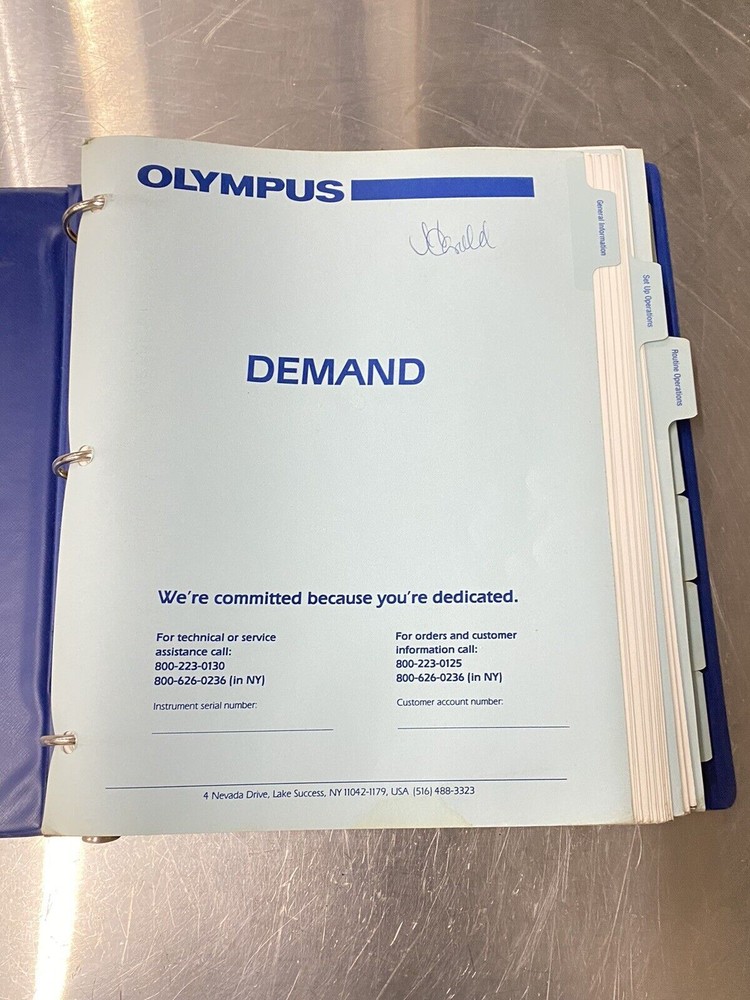 OLYMPUS
DEMAND
We're committed because you're dedicated.
For technical or service
assistance call:
800-223-0130
800-626-0236 (in NY)
Instrument serial number:
For orders and customer
information call:
800-223-0125
800-626-0236 (in NY)
Customer account number:
4 Nevada Drive, Lake Success, NY 11042-1179, USA (516) 488-3323
General Information
Set Up Operations
Routine Operations